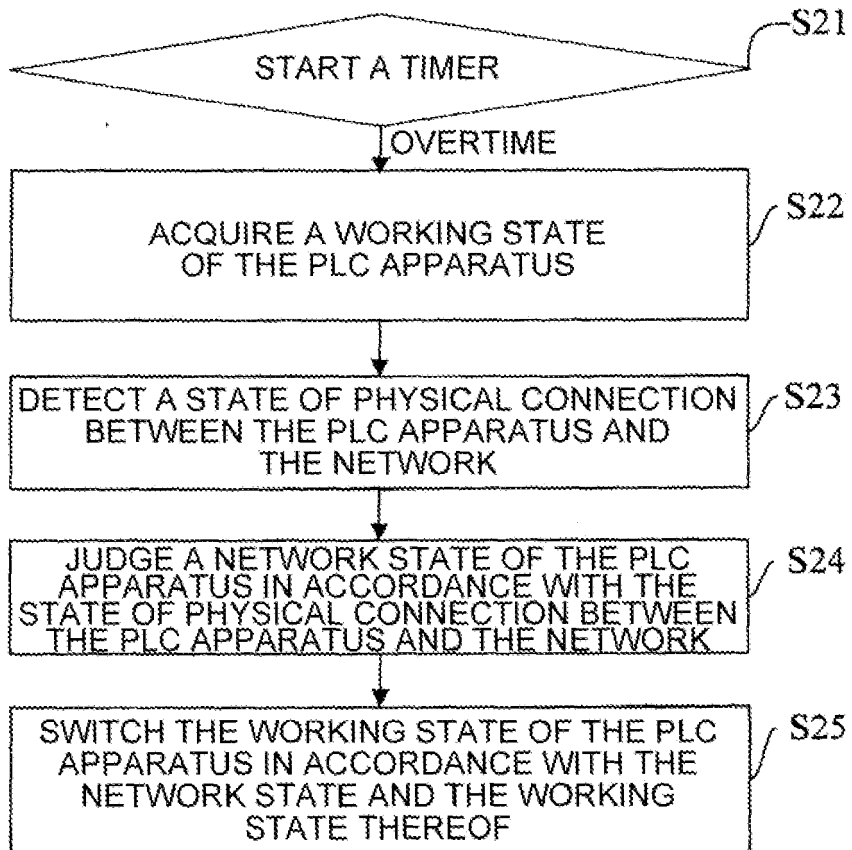 START A TIMER
S21
OVERTIME
ACQUIRE A WORKING STATE
OF THE PLC APPARATUS
S22
DETECT A STATE OF PHYSICAL CONNECTION
BETWEEN THE PLC APPARATUS AND
THE NETWORK
S23
JUDGE A NETWORK STATE OF THE PLC
APPARATUS IN ACCORDANCE WITH THE
STATE OF PHYSICAL CONNECTION BETWEEN
THE PLC APPARATUS AND THE NETWORK
S24
SWITCH THE WORKING STATE OF THE PLC
APPARATUS IN ACCORDANCE WITH THE
NETWORK STATE AND THE WORKING
STATE THEREOF
S25